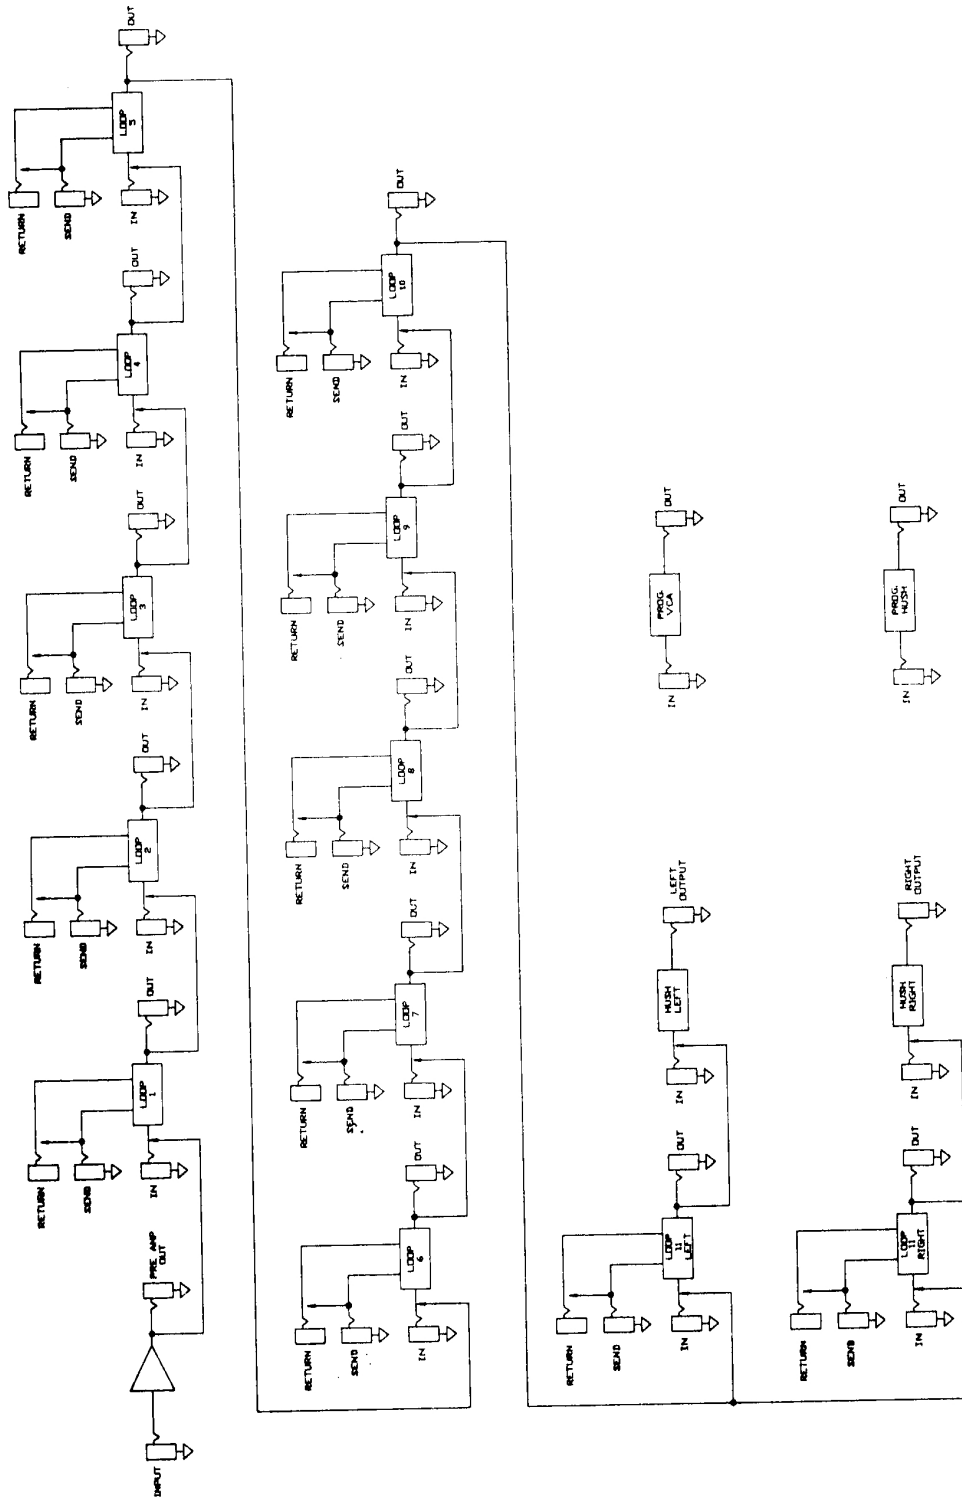 INPUT
PRE AMP
OUT
RETURN
SEND
IN
LOOP
1
OUT
RETURN
SEND
IN
LOOP
2
OUT
RETURN
SEND
IN
LOOP
3
OUT
RETURN
SEND
IN
LOOP
4
OUT
RETURN
SEND
IN
LOOP
5
OUT
RETURN
SEND
IN
LOOP
6
OUT
RETURN
SEND
IN
LOOP
7
OUT
RETURN
SEND
IN
LOOP
8
OUT
RETURN
SEND
IN
LOOP
9
OUT
RETURN
SEND
IN
LOOP
10
OUT
RETURN
SEND
IN
LOOP
11
LEFT
OUT
IN
HUSH
LEFT
LEFT
OUTPUT
IN
PROG.
VCA
OUT
RETURN
SEND
IN
LOOP
11
RIGHT
OUT
IN
HUSH
RIGHT
RIGHT
OUTPUT
IN
PROG.
HUSH
OUT